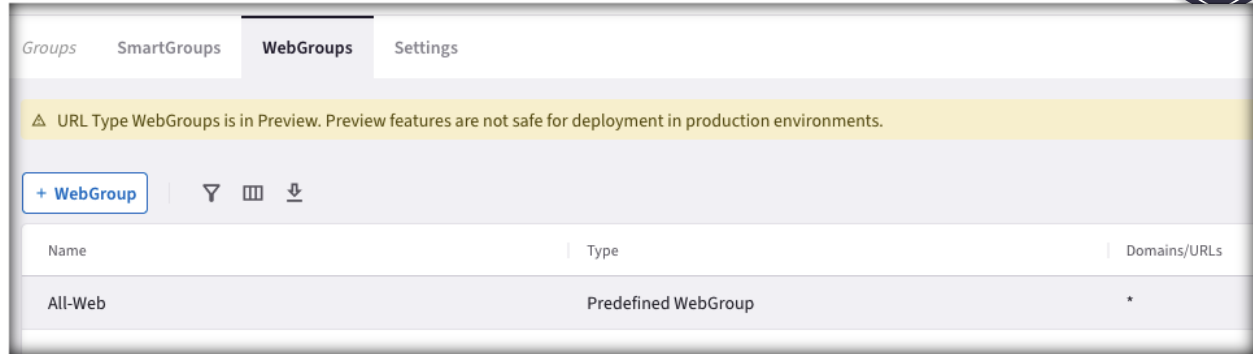 Groups SmartGroups WebGroups Settings
URL Type WebGroups is in Preview. Preview features are not safe for deployment in production environments.
+ WebGroup
Name Type Domains/URLs
All-Web Predefined WebGroup *